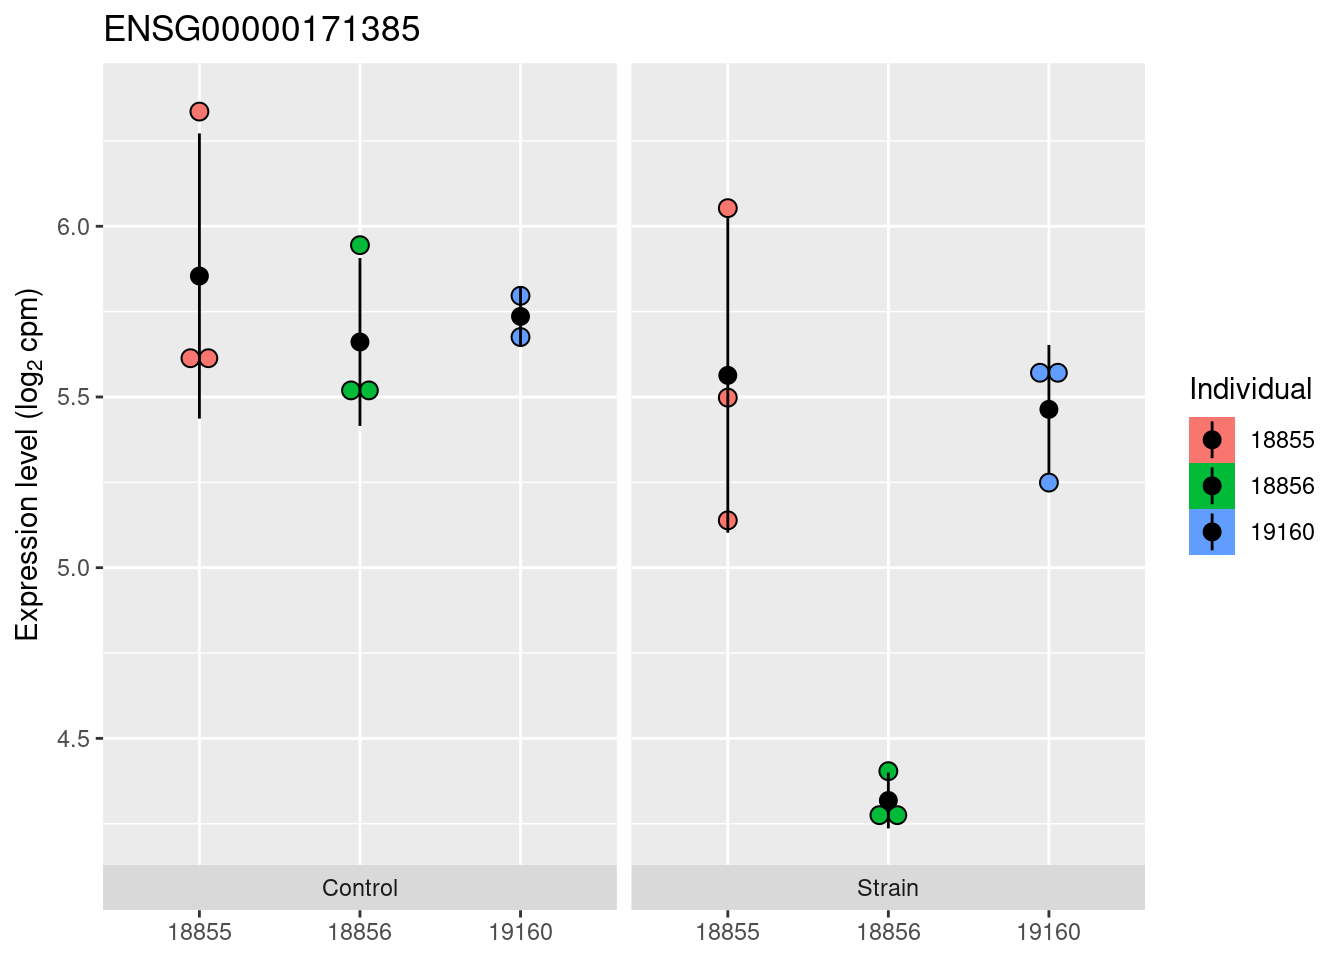 ENSG00000171385
Expression level (log₂ cpm)
6.0
5.5
5.0
4.5
Control
Strain
18855
18856
19160
18855
18856
19160
Individual
18855
18856
19160